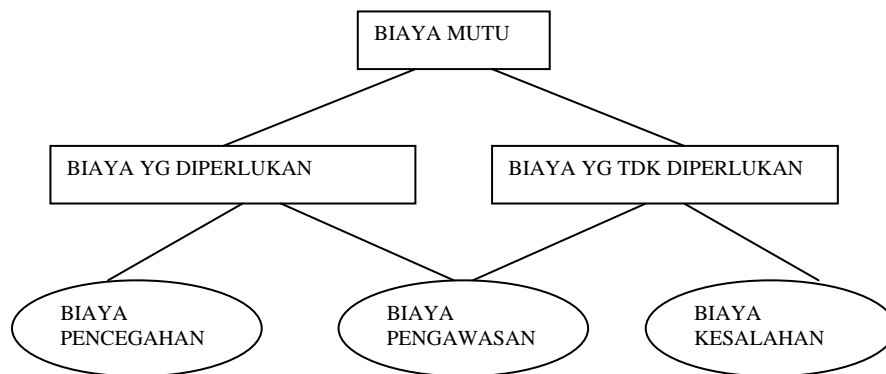 BIAYA MUTU
BIAYA YG DIPERLUKAN
BIAYA YG TDK DIPERLUKAN
BIAYA
PENCEGAHAN
BIAYA
PENGAWASAN
BIAYA
KESALAHAN